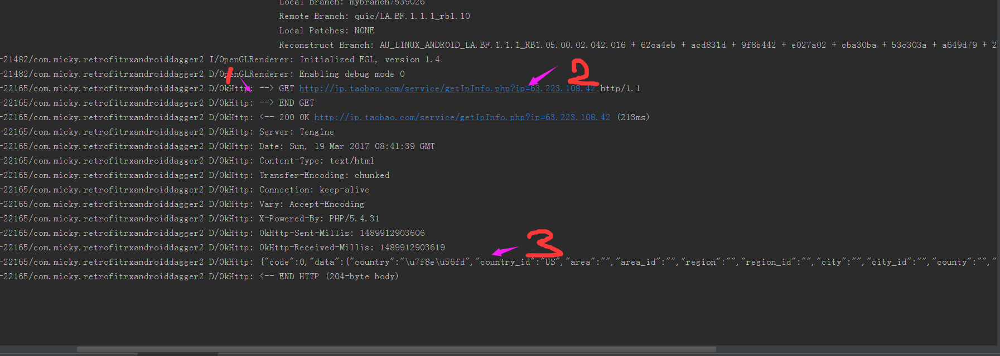 Local Branch: mybranch7539026
Remote Branch: quic/LA.BF.1.1.1_rb1.10
Local Patches: NONE
Reconstruct Branch: AU_LINUX_ANDROID_LA.BF.1.1.1_RB1.05.00.02.042.016 + 62ca4eb + acd831d + 9f8b442 + e027a02 + cba30ba + 53c303a + a649d79 + 2
-21482/com.micky.retrofitrxandroiddagger2 I/OpenGLRenderer: Initialized EGL, version 1.4
-21482/com.micky.retrofitrxandroiddagger2 D/OpenGLRenderer: Enabling debug mode 0
1 2
-22165/com.micky.retrofitrxandroiddagger2 D/OkHttp: --> GET http://ip.taobao.com/service/getIpInfo.php?ip=63.223.108.42 http/1.1
-22165/com.micky.retrofitrxandroiddagger2 D/OkHttp: --> END GET
-22165/com.micky.retrofitrxandroiddagger2 D/OkHttp: <-- 200 OK http://ip.taobao.com/service/getIpInfo.php?ip=63.223.108.42 (213ms)
-22165/com.micky.retrofitrxandroiddagger2 D/OkHttp: Server: Tengine
-22165/com.micky.retrofitrxandroiddagger2 D/OkHttp: Date: Sun, 19 Mar 2017 08:41:39 GMT
-22165/com.micky.retrofitrxandroiddagger2 D/OkHttp: Content-Type: text/html
-22165/com.micky.retrofitrxandroiddagger2 D/OkHttp: Transfer-Encoding: chunked
-22165/com.micky.retrofitrxandroiddagger2 D/OkHttp: Connection: keep-alive
-22165/com.micky.retrofitrxandroiddagger2 D/OkHttp: Vary: Accept-Encoding
-22165/com.micky.retrofitrxandroiddagger2 D/OkHttp: X-Powered-By: PHP/5.4.31
-22165/com.micky.retrofitrxandroiddagger2 D/OkHttp: OkHttp-Sent-Millis: 1489912903606
-22165/com.micky.retrofitrxandroiddagger2 D/OkHttp: OkHttp-Received-Millis: 1489912903619
3
-22165/com.micky.retrofitrxandroiddagger2 D/OkHttp: {"code":0,"data":{"country":"\u7f8e\u56fd","country_id":"US","area":"","area_id":"","region":"","region_id":"","city":"","city_id":"","county":"","
-22165/com.micky.retrofitrxandroiddagger2 D/OkHttp: <-- END HTTP (204-byte body)